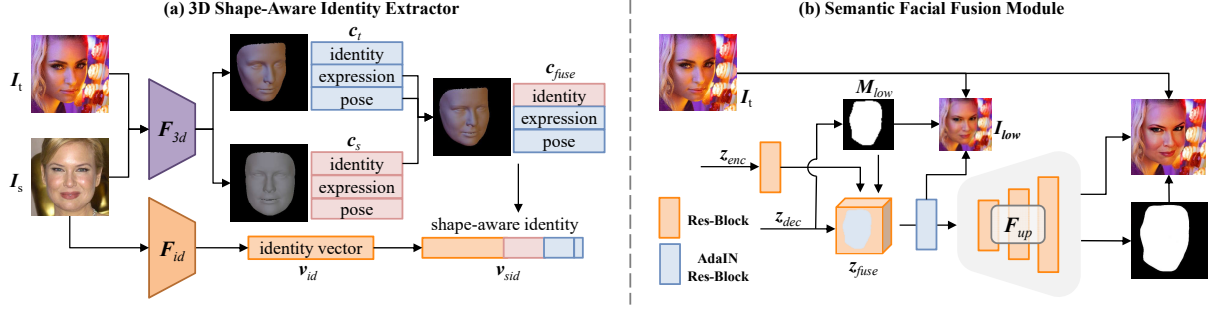 (a) 3D Shape-Aware Identity Extractor
I_t
I_s
F_3d
F_id
c_t
identity
expression
pose
c_s
identity
expression
pose
c_fuse
identity
expression
pose
identity vector
v_id
shape-aware identity
v_sid
(b) Semantic Facial Fusion Module
I_t
M_low
I_low
z_enc
z_dec
z_fuse
F_up
Res-Block
AdaIN
Res-Block